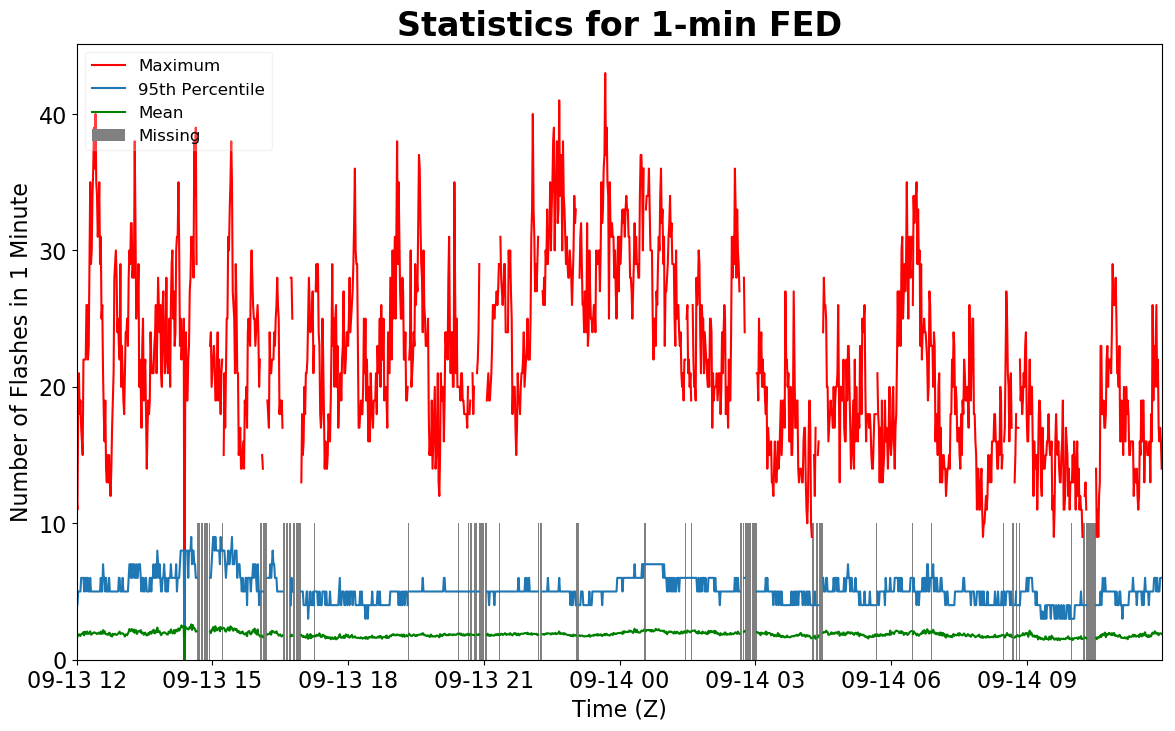 Statistics for 1-min FED
Maximum
95th Percentile
Mean
Missing
Number of Flashes in 1 Minute
40
30
20
10
0
09-13 12 09-13 15 09-13 18 09-13 21 09-14 00 09-14 03 09-14 06 09-14 09
Time (Z)